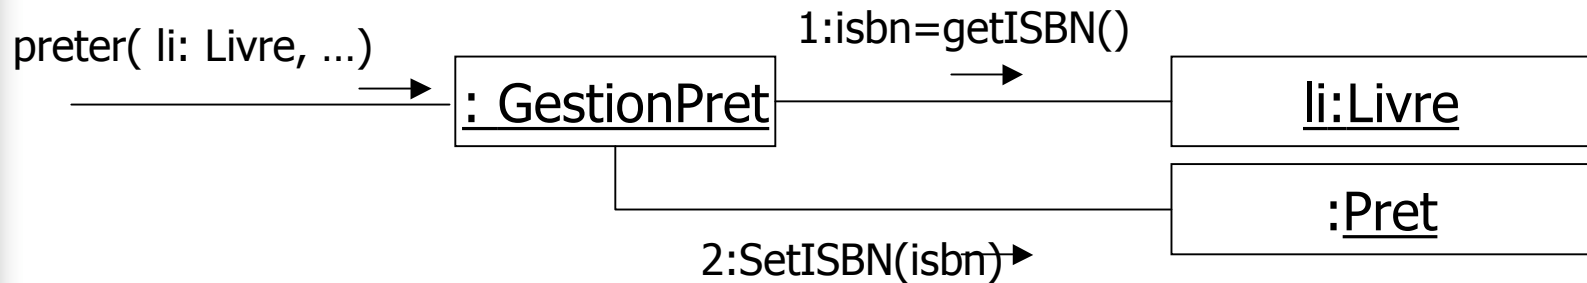 1:isbn=getISBN()
preter( li: Livre, ...)
: GestionPret
li:Livre
:Pret
2:SetISBN(isbn)